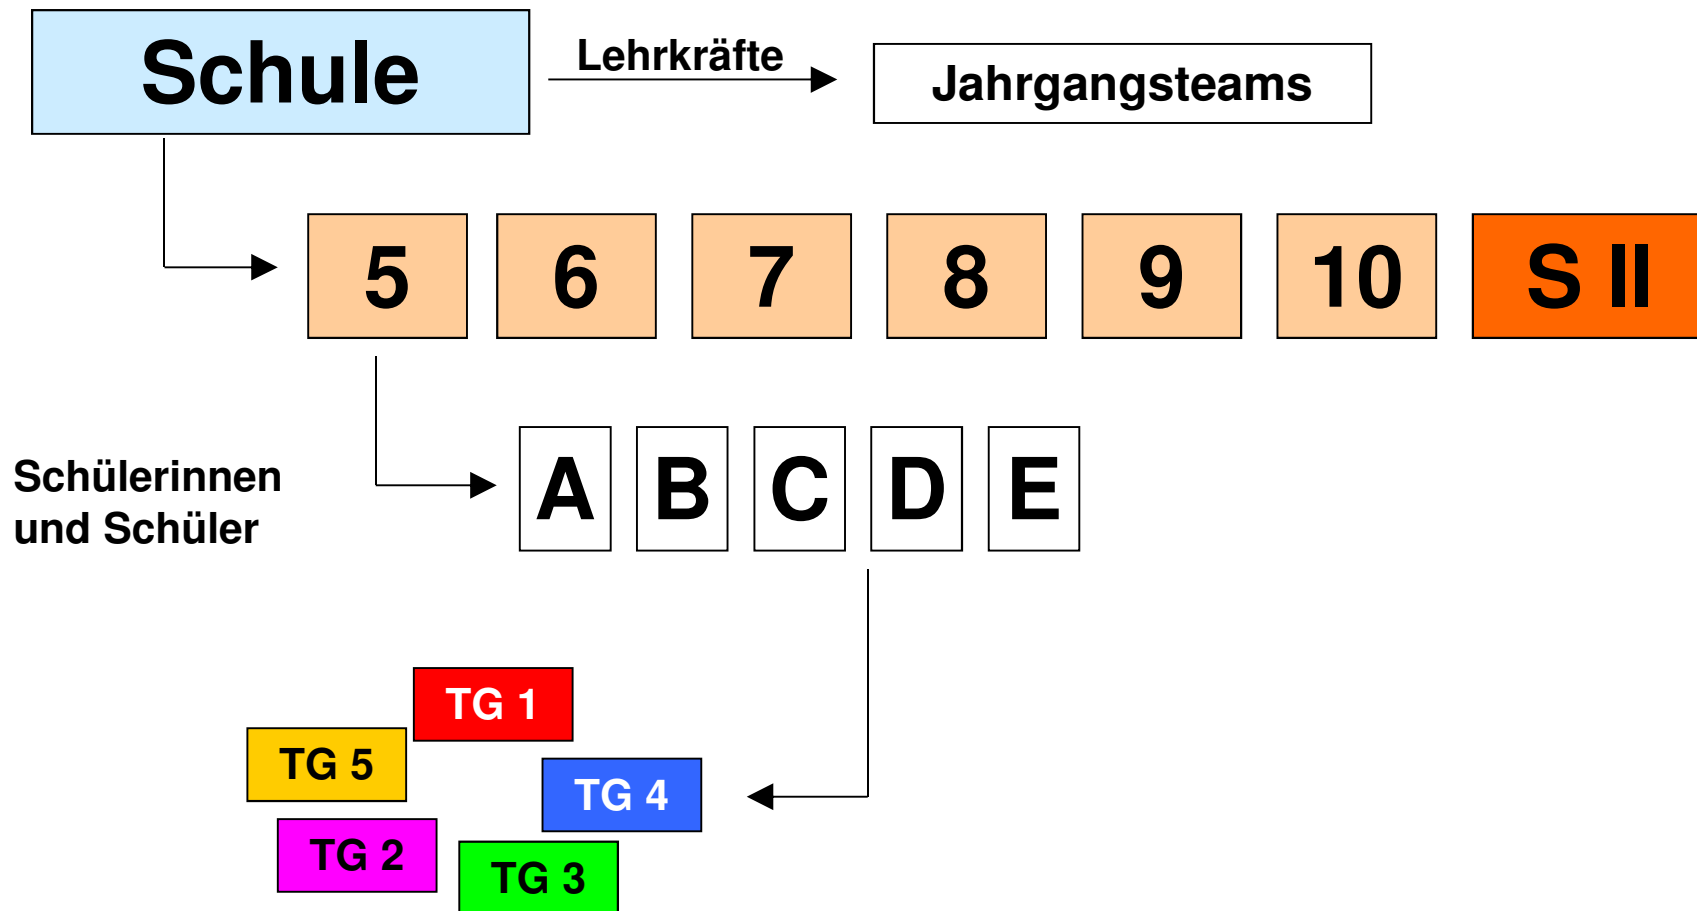 Schule
Lehrkräfte
Jahrgangsteams
5 6 7 8 9 10 S II
Schülerinnen
und Schüler
A B C D E
TG 1
TG 5
TG 4
TG 2
TG 3